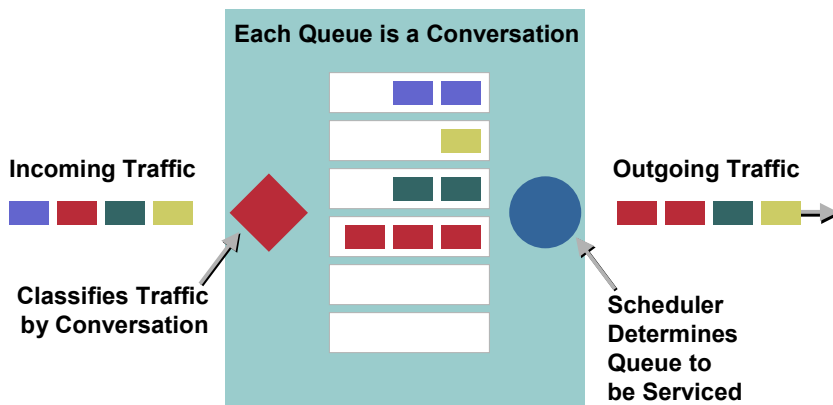 Each Queue is a Conversation
Incoming Traffic
Outgoing Traffic
Classifies Traffic
by Conversation
Scheduler
Determines
Queue to
be Serviced